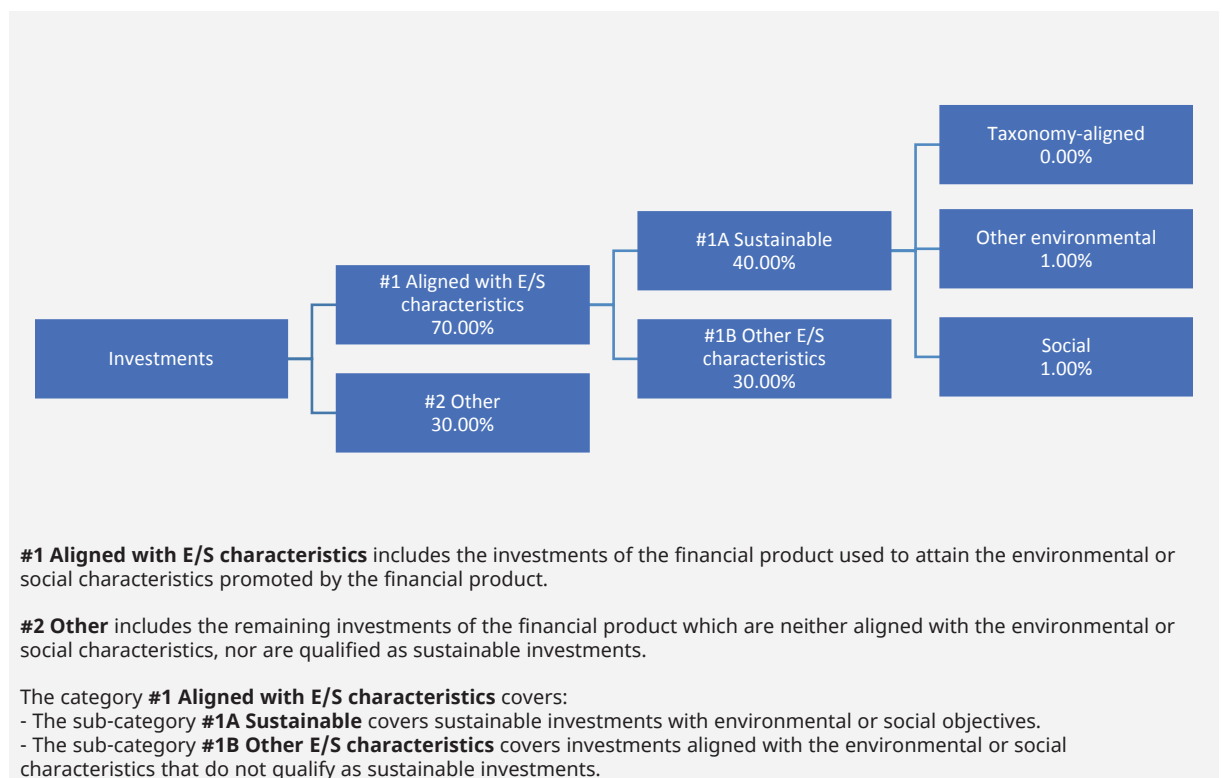 Investments
#1 Aligned with E/S
characteristics
70.00%
#2 Other
30.00%
#1A Sustainable
40.00%
#1B Other E/S
characteristics
30.00%
Taxonomy-aligned
0.00%
Other environmental
1.00%
Social
1.00%
#1 Aligned with E/S characteristics includes the investments of the financial product used to attain the environmental or
social characteristics promoted by the financial product.
#2 Other includes the remaining investments of the financial product which are neither aligned with the environmental or
social characteristics, nor are qualified as sustainable investments.
The category #1 Aligned with E/S characteristics covers:
- The sub-category #1A Sustainable covers sustainable investments with environmental or social objectives.
- The sub-category #1B Other E/S characteristics covers investments aligned with the environmental or social
characteristics that do not qualify as sustainable investments.